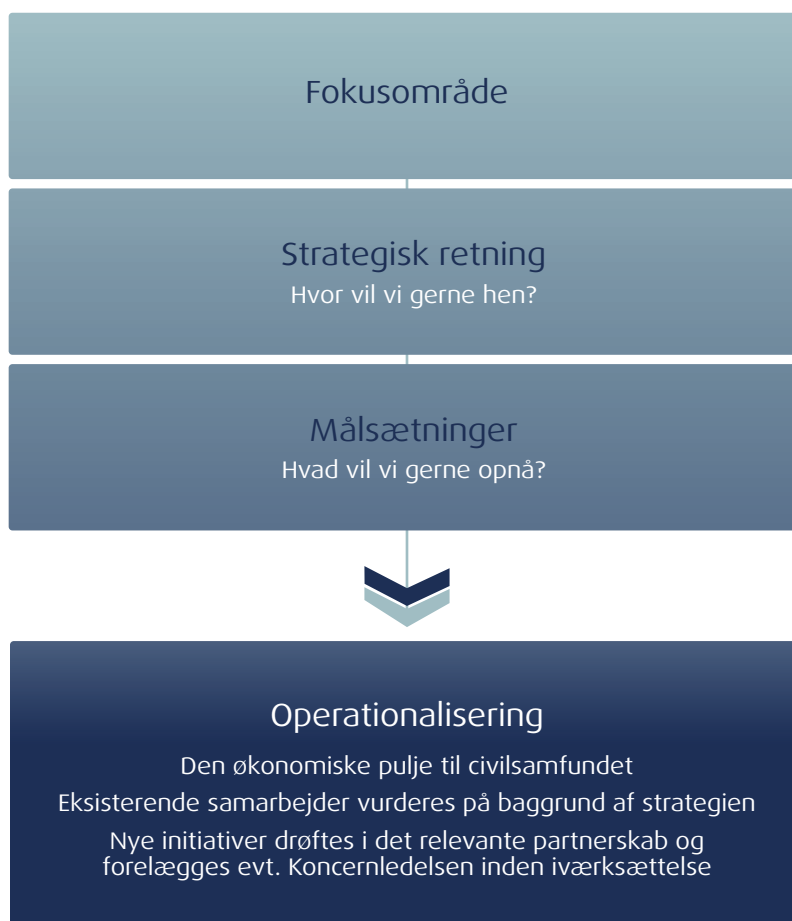 Fokusområde
Strategisk retning
Hvor vil vi gerne hen?
Målsætninger
Hvad vil vi gerne opnå?
Operationalisering
Den økonomiske pulje til civilsamfundet
Eksisterende samarbejder vurderes på baggrund af strategien
Nye initiativer drøftes i det relevante partnerskab og
forelægges evt. Koncernledelsen inden iværksættelse